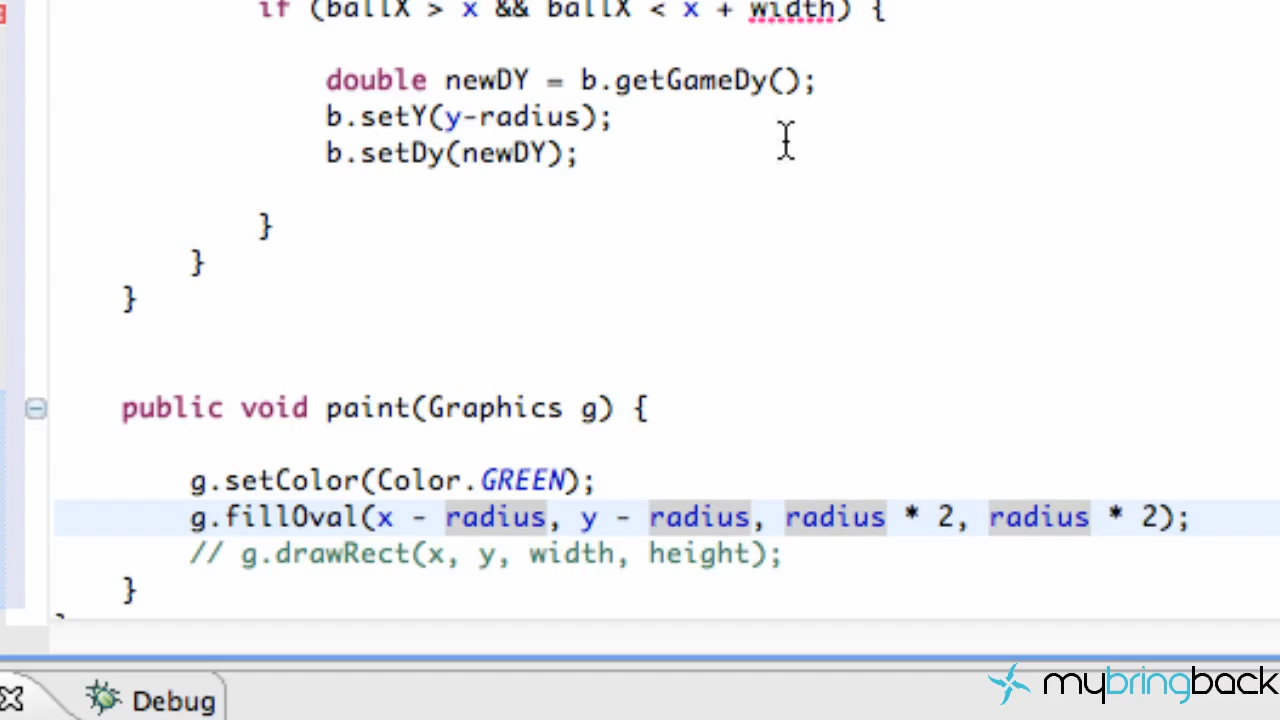 if (ballX > x && ballX < x + width) {
double newDY = b.getGameDy();
b.setY(y-radius);
b.setDy(newDY);
}
}
}
public void paint(Graphics g) {
g.setColor(Color.GREEN);
g.fillOval(x - radius, y - radius, radius * 2, radius * 2);
// g.drawRect(x, y, width, height);
}
Debug
mybringback